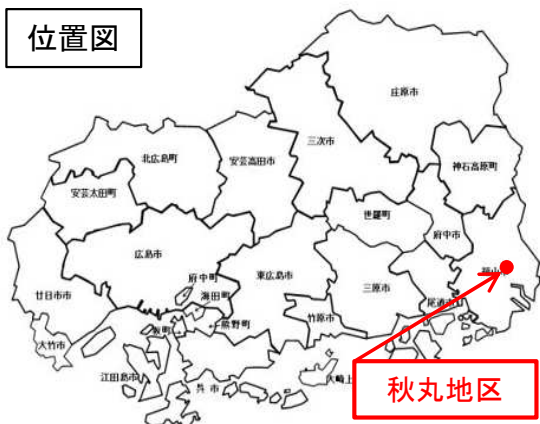 位置図
庄原市
三次市
北広島町
安芸高田市
神石高原町
安芸太田町
世羅町
府中市
広島市
東広島市
三原市
府中町
尾道市
廿日市市
海田町
竹原市
熊野町
大竹市
江田島市
呉市
秋丸地区